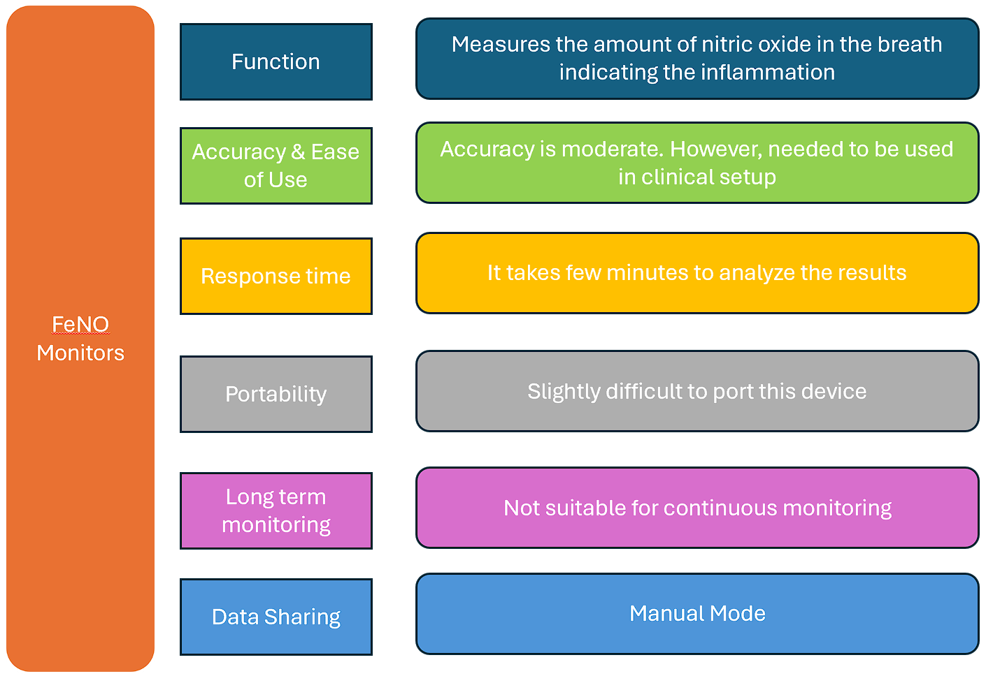 FeNO
Monitors
Function
Measures the amount of nitric oxide in the breath
indicating the inflammation
Accuracy & Ease
of Use
Accuracy is moderate. However, needed to be used
in clinical setup
Response time
It takes few minutes to analyze the results
Portability
Slightly difficult to port this device
Long term
monitoring
Not suitable for continuous monitoring
Data Sharing
Manual Mode